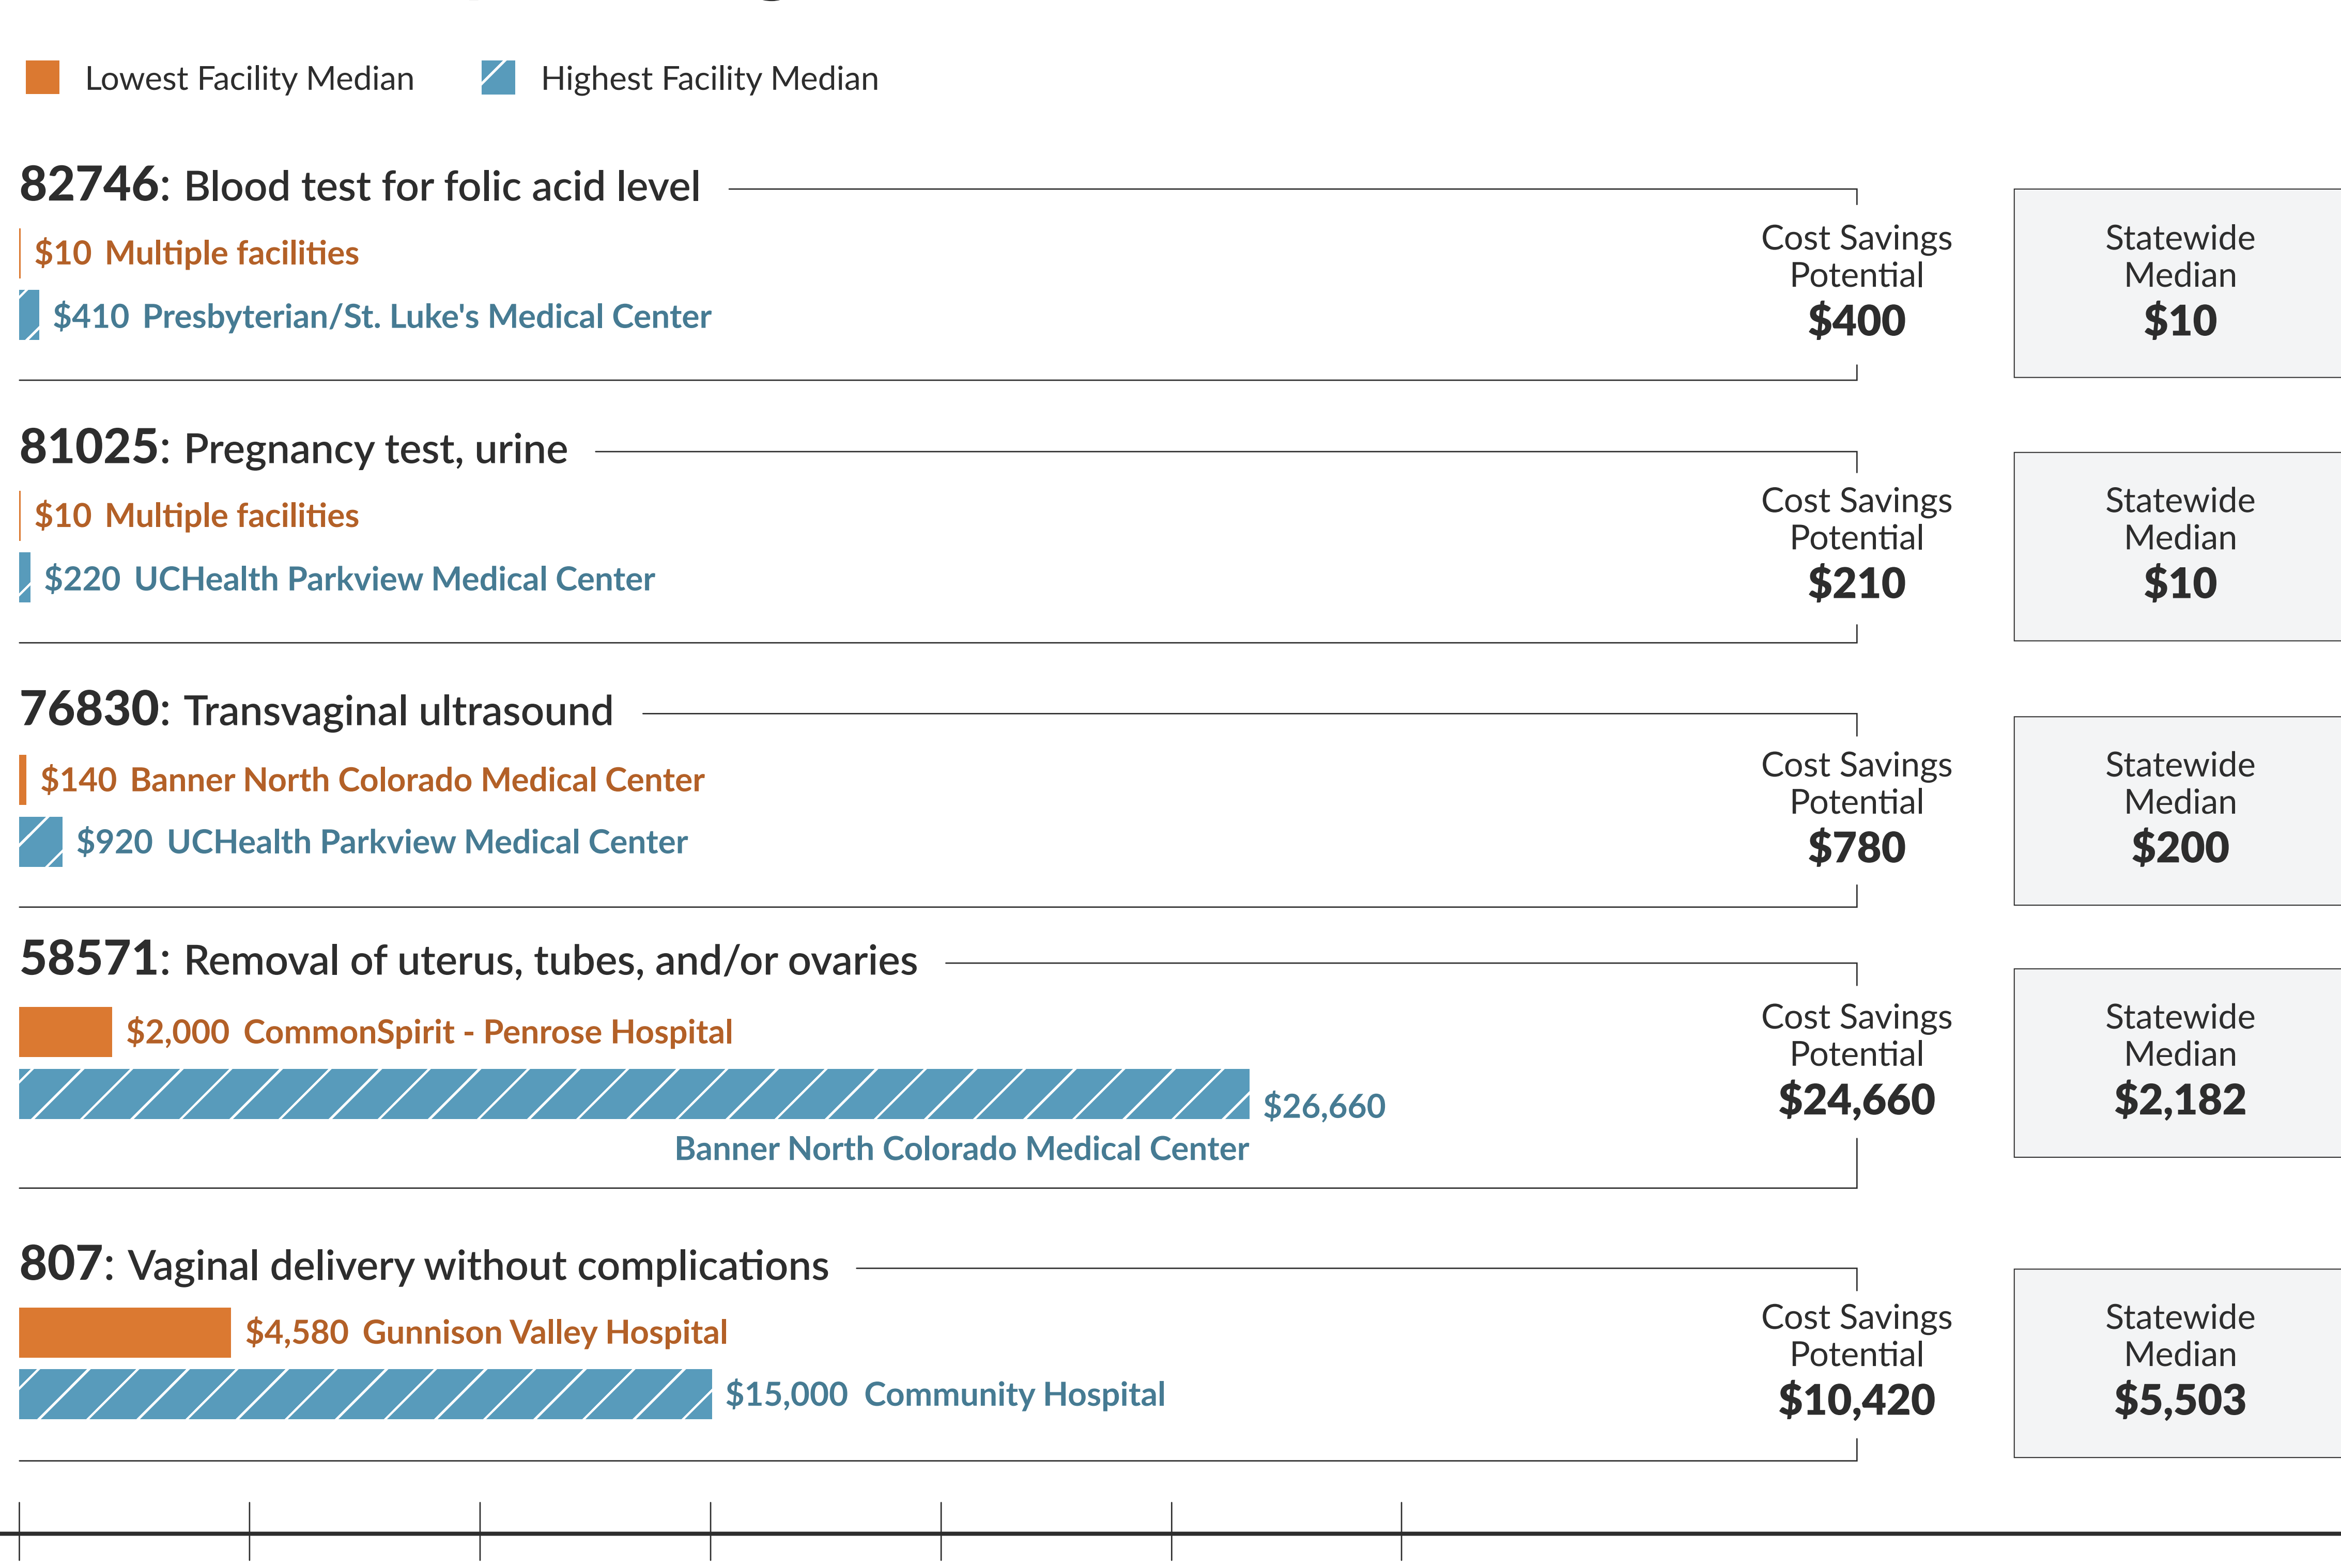 Lowest Facility Median
Highest Facility Median
82746: Blood test for folic acid level
$10 Multiple facilities
$410 Presbyterian/St. Luke's Medical Center
Cost Savings
Potential
$400
Statewide
Median
$10
81025: Pregnancy test, urine
$10 Multiple facilities
$220 UCHealth Parkview Medical Center
Cost Savings
Potential
$210
Statewide
Median
$10
76830: Transvaginal ultrasound
$140 Banner North Colorado Medical Center
$920 UCHealth Parkview Medical Center
Cost Savings
Potential
$780
Statewide
Median
$200
58571: Removal of uterus, tubes, and/or ovaries
$2,000 CommonSpirit - Penrose Hospital
$26,660
Banner North Colorado Medical Center
Cost Savings
Potential
$24,660
Statewide
Median
$2,182
807: Vaginal delivery without complications
$4,580 Gunnison Valley Hospital
$15,000 Community Hospital
Cost Savings
Potential
$10,420
Statewide
Median
$5,503